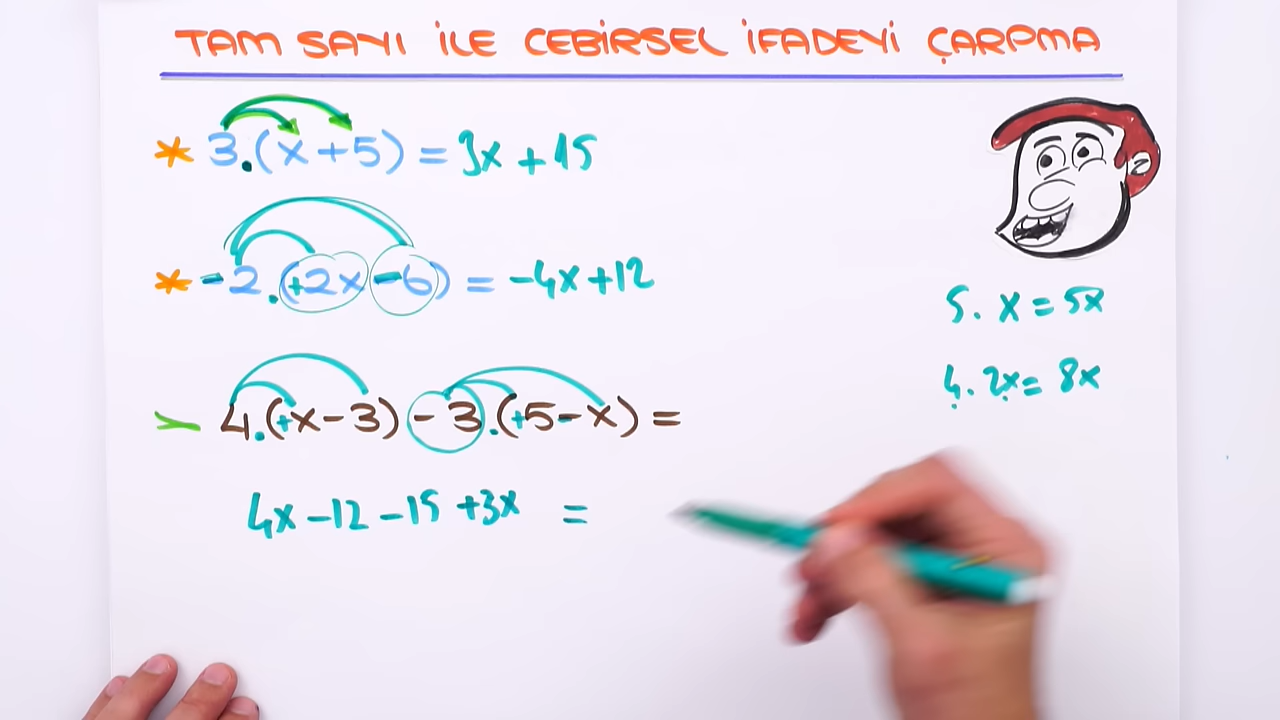 TAM SAYI İLE CEBİRSEL İFADEYİ ÇARPMA
* 3.(x+5) = 3x + 15
* -2.(+2x-6) = -4x+12
5. x = 5x
4. 2x = 8x
4.(+x-3) -3.(+5-x) =
4x -12 -15 +3x =